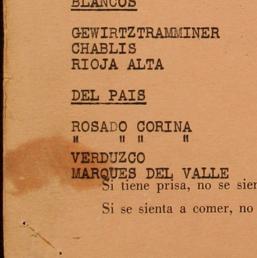 BLANCOS
GEWIRTZTRAMMINER
CHABLIS
RIOJA ALTA
DEL PAIS
ROSADO CORINA
" " " "
VERDUZCO
MARQUES DEL VALLE
Si tiene prisa, no se sien
Si se sienta a comer, no